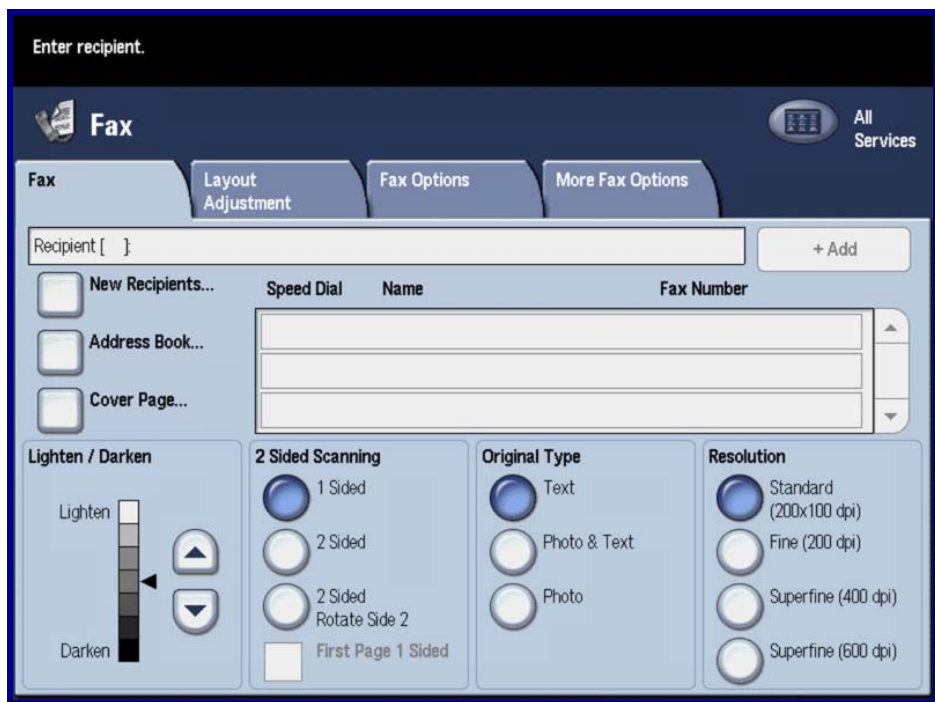 Enter recipient.
Fax
All
Services
Fax
Layout
Adjustment
Fax Options
More Fax Options
Recipient [   ]:
+ Add
New Recipients...
Speed Dial
Name
Fax Number
Address Book...
Cover Page...
Lighten / Darken
Lighten
Darken
2 Sided Scanning
1 Sided
2 Sided
2 Sided
Rotate Side 2
First Page 1 Sided
Original Type
Text
Photo & Text
Photo
Resolution
Standard
(200x100 dpi)
Fine (200 dpi)
Superfine (400 dpi)
Superfine (600 dpi)